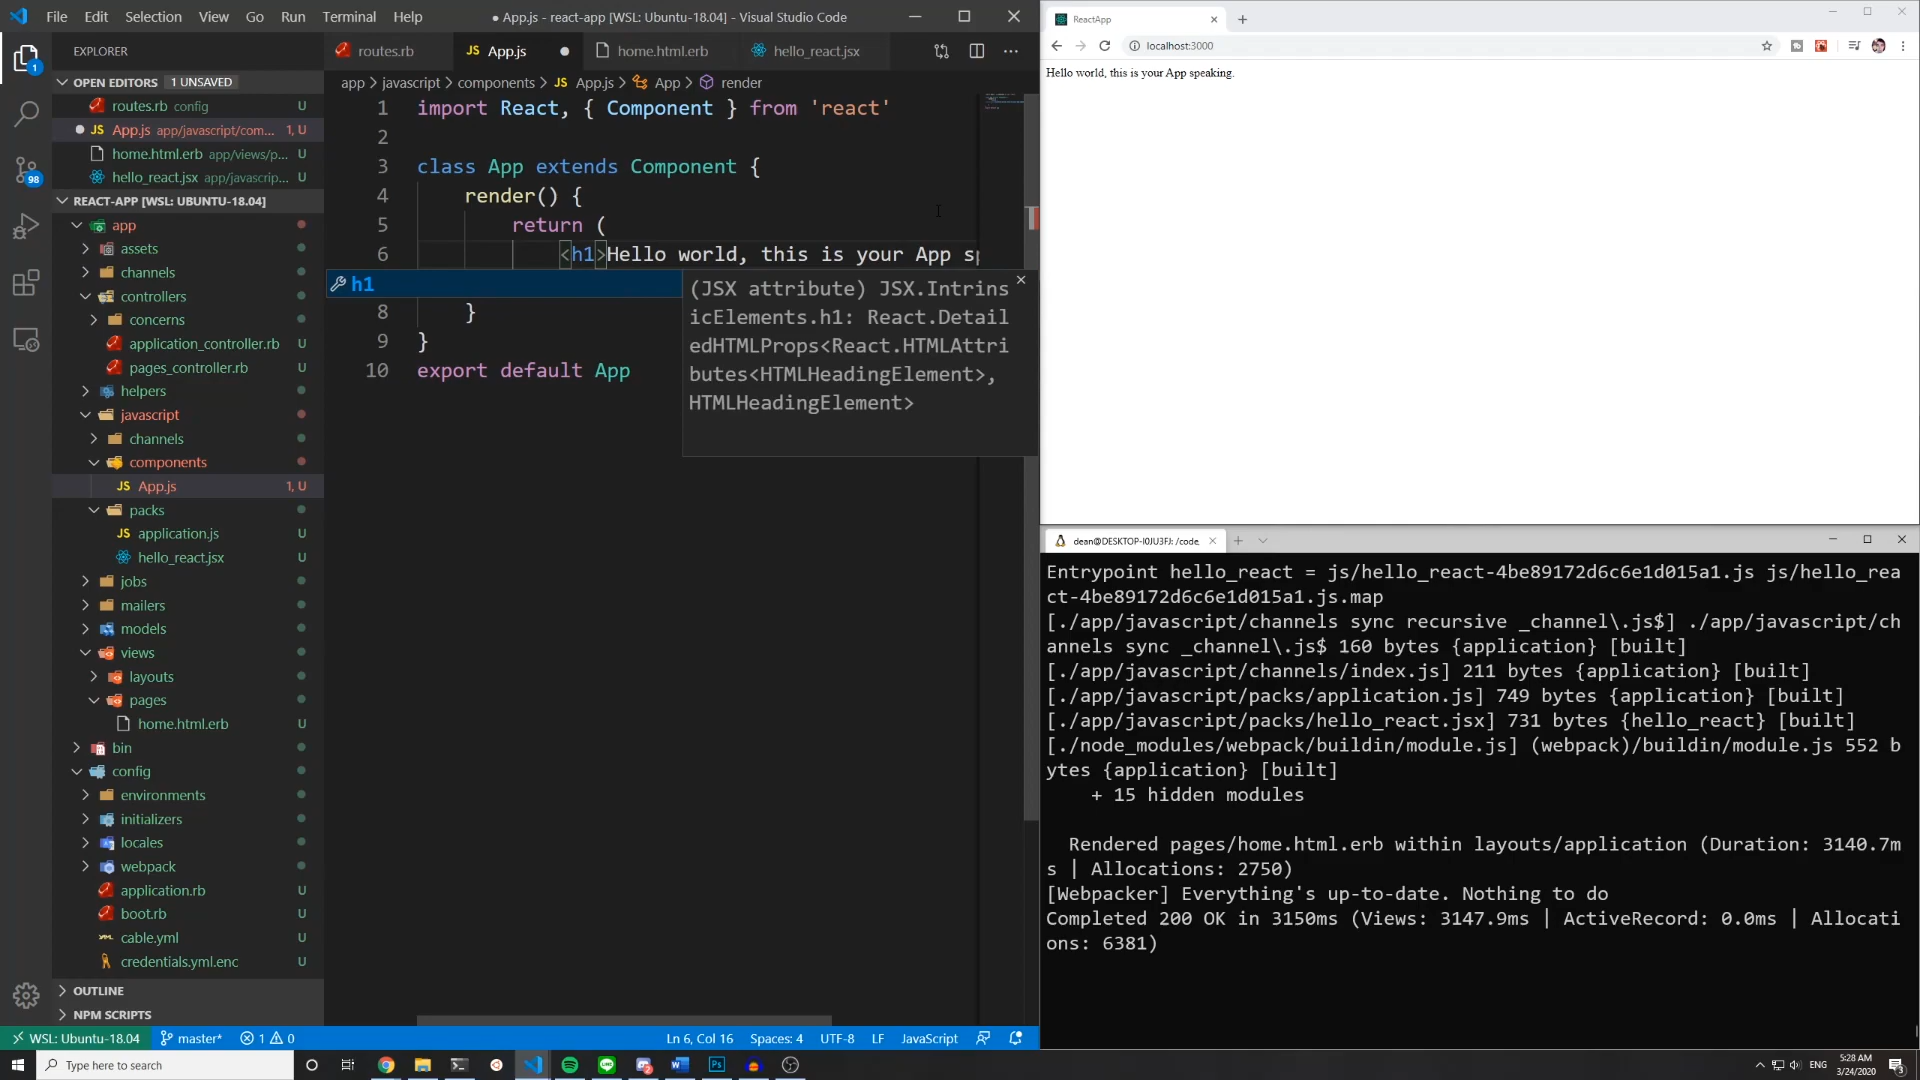 File Edit Selection View Go Run Terminal Help
● App.js - react-app [WSL: Ubuntu-18.04] - Visual Studio Code
EXPLORER
OPEN EDITORS 1 UNSAVED
routes.rb config U
App.js app/javascript/com... 1, U
home.html.erb app/views/p... U
hello_react.jsx app/javascrip... U
REACT-APP [WSL: UBUNTU-18.04]
app
assets
channels
controllers
concerns
application_controller.rb U
pages_controller.rb U
helpers
javascript
channels
components
App.js 1, U
packs
application.js U
hello_react.jsx U
jobs
mailers
models
views
layouts
pages
home.html.erb U
bin
config
environments
initializers
locales
webpack
application.rb U
boot.rb U
cable.yml U
credentials.yml.enc U
OUTLINE
NPM SCRIPTS
1
98
routes.rb
JS App.js
home.html.erb
hello_react.jsx
app > javascript > components > JS App.js > App > render
1 import React, { Component } from 'react'
2
3 class App extends Component {
4 render() {
5 return (
6 <h1>Hello world, this is your App sp
h1
(JSX attribute) JSX.Intrins
icElements.h1: React.Detail
edHTMLProps<React.HTMLAttri
butes<HTMLHeadingElement>,
HTMLHeadingElement>
8 }
9 }
10 export default App
WSL: Ubuntu-18.04 master* 1 0
Ln 6, Col 16 Spaces: 4 UTF-8 LF JavaScript
ReactApp
localhost:3000
Hello world, this is your App speaking.
dean@DESKTOP-I0JU3FJ: /code
Entrypoint hello_react = js/hello_react-4be89172d6c6e1d015a1.js js/hello_rea
ct-4be89172d6c6e1d015a1.js.map
[./app/javascript/channels sync recursive _channel\.js$] ./app/javascript/ch
annels sync _channel\.js$ 160 bytes {application} [built]
[./app/javascript/channels/index.js] 211 bytes {application} [built]
[./app/javascript/packs/application.js] 749 bytes {application} [built]
[./app/javascript/packs/hello_react.jsx] 731 bytes {hello_react} [built]
[./node_modules/webpack/buildin/module.js] (webpack)/buildin/module.js 552 b
ytes {application} [built]
+ 15 hidden modules
Rendered pages/home.html.erb within layouts/application (Duration: 3140.7m
s | Allocations: 2750)
[Webpacker] Everything's up-to-date. Nothing to do
Completed 200 OK in 3150ms (Views: 3147.9ms | ActiveRecord: 0.0ms | Allocati
ons: 6381)
Type here to search
ENG
5:28 AM
3/24/2020